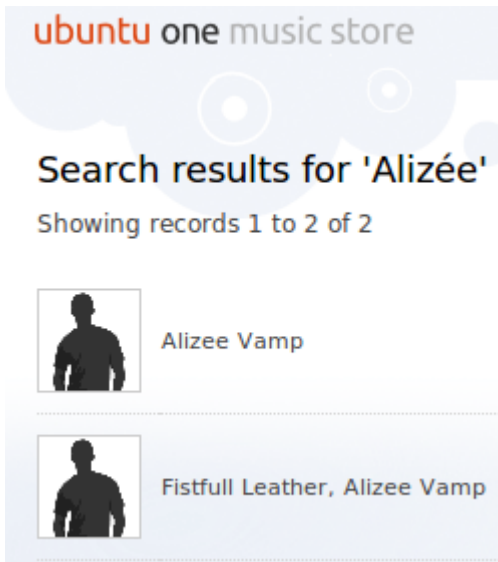 ubuntu one music store
Search results for 'Alizée'
Showing records 1 to 2 of 2
Alizee Vamp
Fistfull Leather, Alizee Vamp